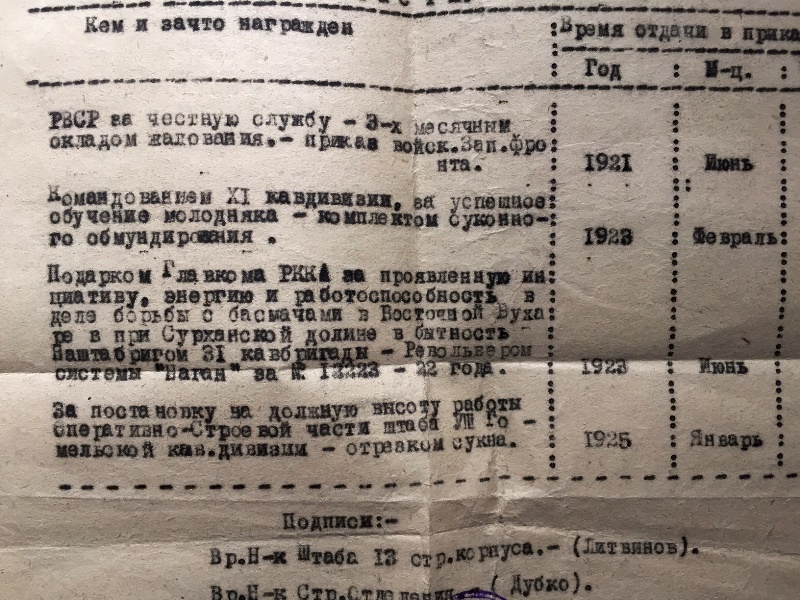 Кем и зачто награжден
Время отдачи в прика
Год : М-ц. :
РВСР за честную службу - 3-х месячным
окладом жалования.- приказ войск.Зап.фро
нта.
1921
Июнь
Командованием XI кавдивизии, за успешное
обучение молодняка - комплектом суконно-
го обмундирования .
1923
Февраль
Подарком Главкома РККА за проявленную ин
циативу, энергию и работоспособность в
деле борьбы с басмачами в Восточной Буха
ре в при Сурханской долине в бытность
Наштабригом 31 кавбригады - Револьвером
системы "Наган" за № 13223 - 22 года.
1923
Июнь
За постановку на должную высоту работы
Оперативно-Строевой части штаба УІІІ Го -
мельской кав.дивизии - отрезком сукна.
1925
Январь
Подписи:-
Вр.Н-к Штаба 13 стр.корпуса.- (Литвинов).
Вр.Н-к Стр.Отделения ( Дубко).